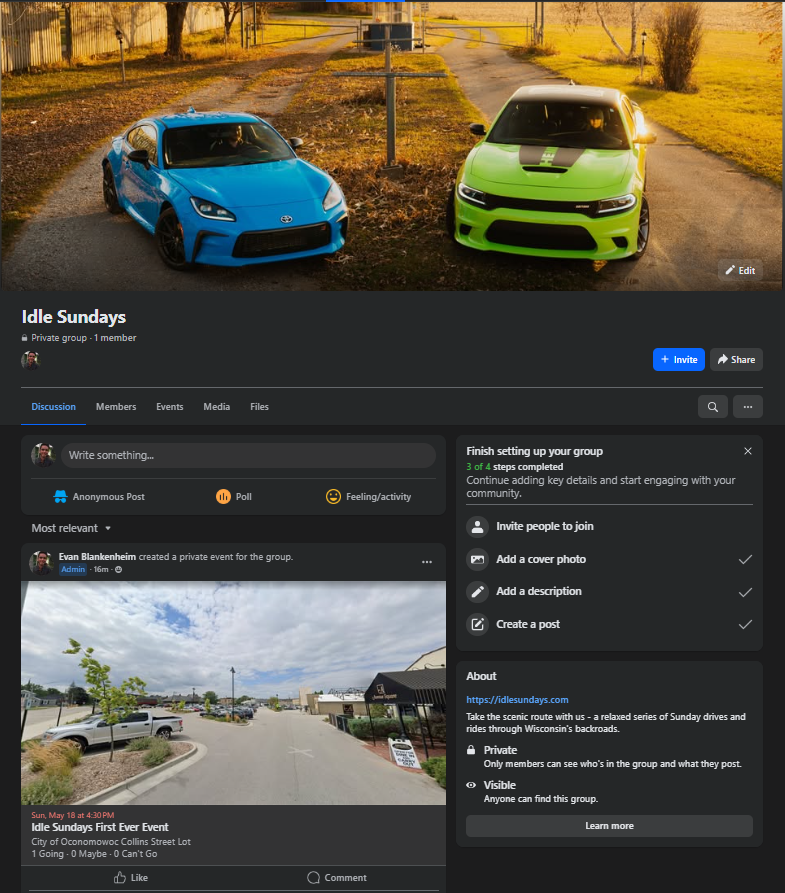 Edit
Idle Sundays
Private group · 1 member
+ Invite
Share
Discussion
Members
Events
Media
Files
Write something...
Anonymous Post
Poll
Feeling/activity
Most relevant
Evan Blankenheim created a private event for the group.
Admin · 16m ·
Sun, May 18 at 4:30 PM
Idle Sundays First Ever Event
City of Oconomowoc Collins Street Lot
1 Going · 0 Maybe · 0 Can't Go
Like
Comment
Finish setting up your group
3 of 4 steps completed
Continue adding key details and start engaging with your
community.
Invite people to join
Add a cover photo
Add a description
Create a post
About
https://idlesundays.com
Take the scenic route with us - a relaxed series of Sunday drives and
rides through Wisconsin's backroads.
Private
Only members can see who's in the group and what they post.
Visible
Anyone can find this group.
Learn more